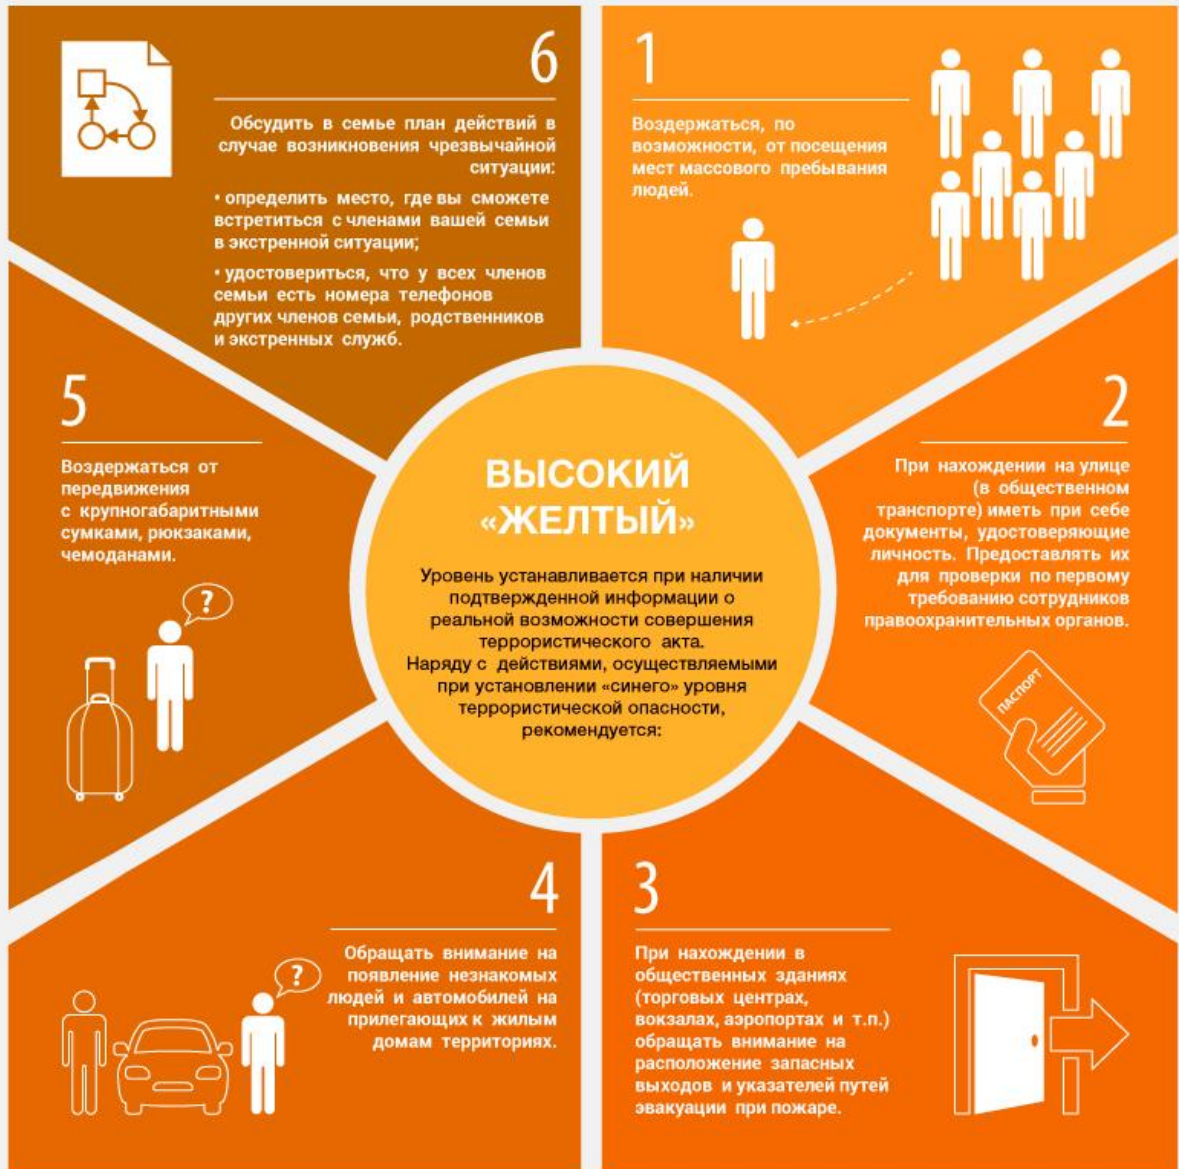 ВЫСОКИЙ
«ЖЕЛТЫЙ»
Уровень устанавливается при наличии
подтвержденной информации о
реальной возможности совершения
террористического акта.
Наряду с действиями, осуществляемыми
при установлении «синего» уровня
террористической опасности,
рекомендуется:
1
Воздержаться, по
возможности, от посещения
мест массового пребывания
людей.
2
При нахождении на улице
(в общественном
транспорте) иметь при себе
документы, удостоверяющие
личность. Предоставлять их
для проверки по первому
требованию сотрудников
правоохранительных органов.
ПАСПОРТ
3
При нахождении в
общественных зданиях
(торговых центрах,
вокзалах, аэропортах и т.п.)
обращать внимание на
расположение запасных
выходов и указателей путей
эвакуации при пожаре.
4
Обращать внимание на
появление незнакомых
людей и автомобилей на
прилегающих к жилым
домам территориях.
?
5
Воздержаться от
передвижения
с крупногабаритными
сумками, рюкзаками,
чемоданами.
?
6
Обсудить в семье план действий в
случае возникновения чрезвычайной
ситуации:
• определить место, где вы сможете
встретиться с членами вашей семьи
в экстренной ситуации;
• удостовериться, что у всех членов
семьи есть номера телефонов
других членов семьи, родственников
и экстренных служб.